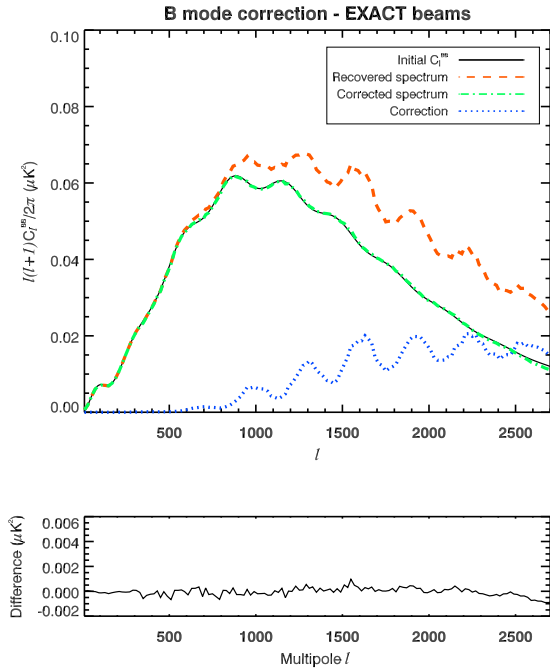 B mode correction - EXACT beams
Initial C_l^BB
Recovered spectrum
Corrected spectrum
Correction
l(l+1)C_l^BB/2π (μK²)
0.10
0.08
0.06
0.04
0.02
0.00
500 1000 1500 2000 2500
l
Difference (μK²)
0.006
0.004
0.002
0.000
-0.002
500 1000 1500 2000 2500
Multipole l